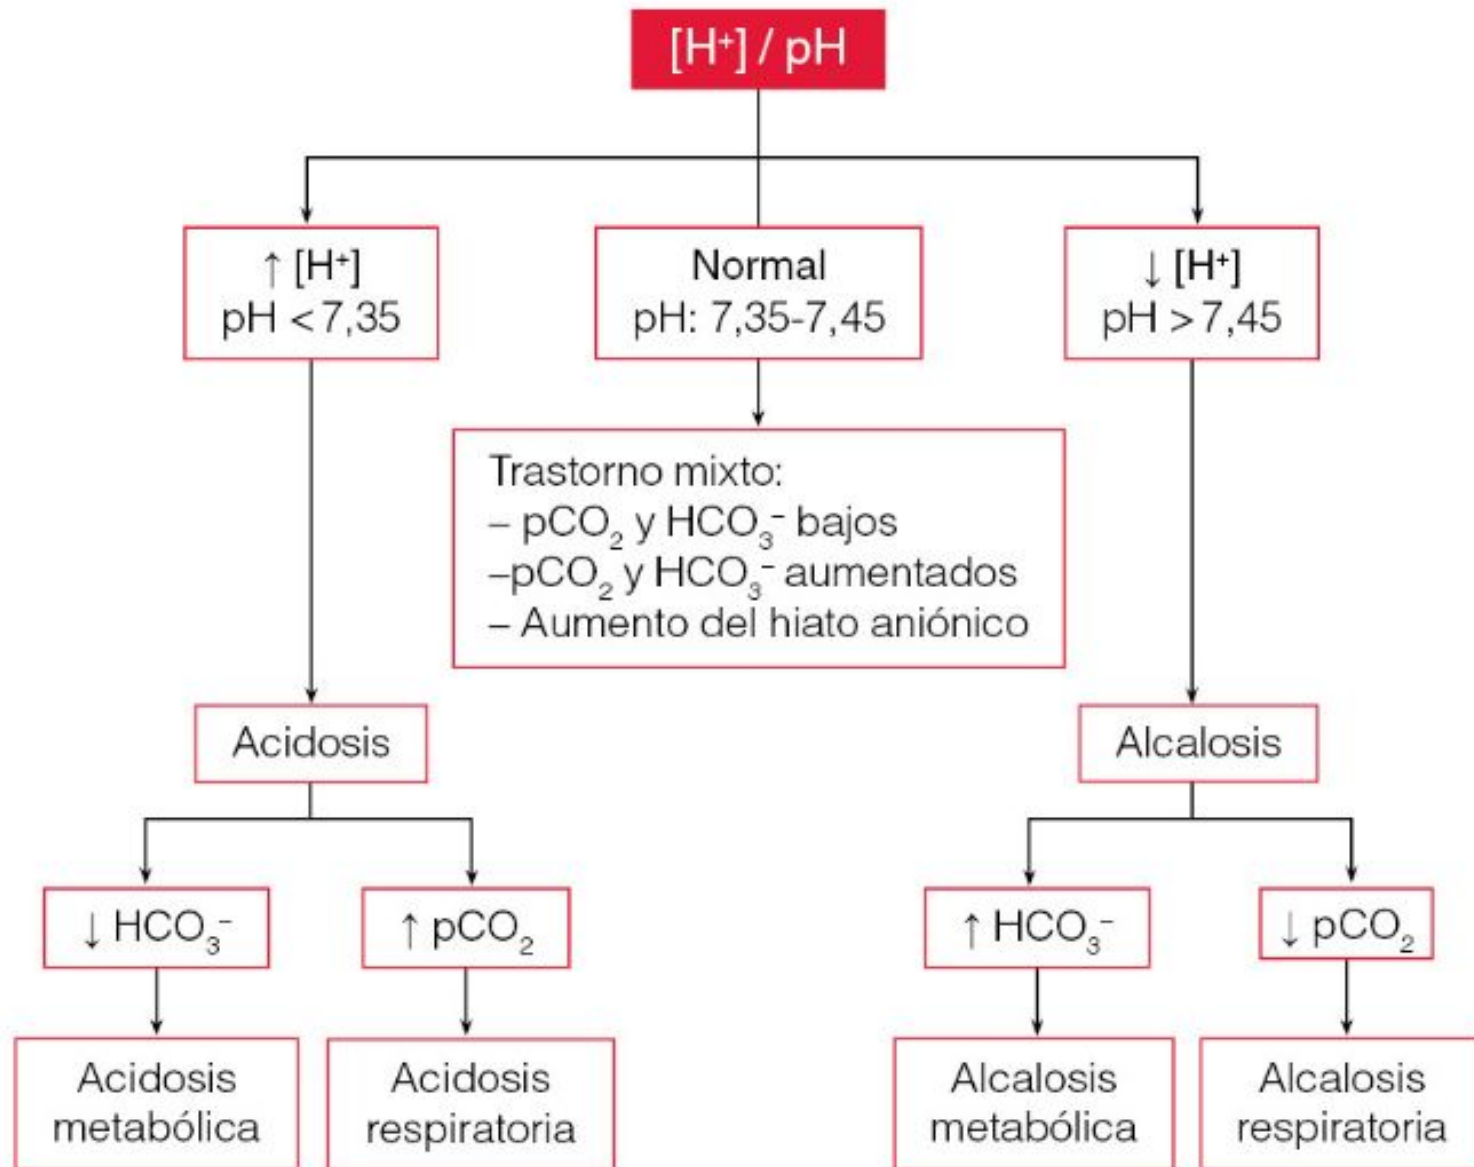 [H⁺] / pH
↑ [H⁺]
pH < 7,35
Normal
pH: 7,35-7,45
↓ [H⁺]
pH > 7,45
Trastorno mixto:
– pCO₂ y HCO₃⁻ bajos
–pCO₂ y HCO₃⁻ aumentados
– Aumento del hiato aniónico
Acidosis
Alcalosis
↓ HCO₃⁻
↑ pCO₂
↑ HCO₃⁻
↓ pCO₂
Acidosis
metabólica
Acidosis
respiratoria
Alcalosis
metabólica
Alcalosis
respiratoria